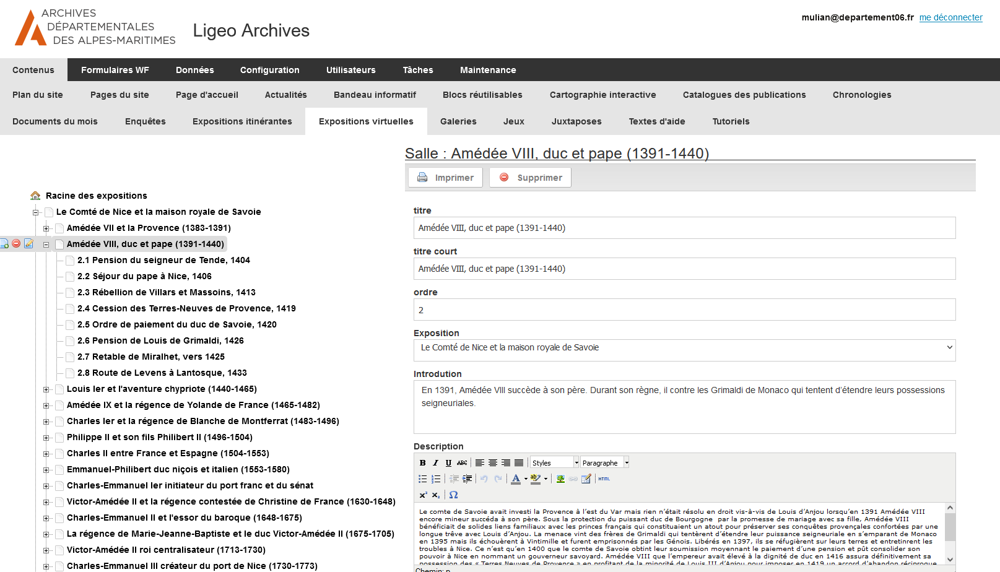 ARCHIVES
DÉPARTEMENTALES
DES ALPES-MARITIMES
Ligeo Archives
mulian@departement06.fr me déconnecter
Contenus Formulaires WF Données Configuration Utilisateurs Tâches Maintenance
Plan du site Pages du site Page d'accueil Actualités Bandeau informatif Blocs réutilisables Cartographie interactive Catalogues des publications Chronologies
Documents du mois Enquêtes Expositions itinérantes Expositions virtuelles Galeries Jeux Juxtaposes Textes d'aide Tutoriels
Racine des expositions
Le Comté de Nice et la maison royale de Savoie
Amédée VII et la Provence (1383-1391)
Amédée VIII, duc et pape (1391-1440)
2.1 Pension du seigneur de Tende, 1404
2.2 Séjour du pape à Nice, 1406
2.3 Rébellion de Villars et Massoins, 1413
2.4 Cession des Terres-Neuves de Provence, 1419
2.5 Ordre de paiement du duc de Savoie, 1420
2.6 Pension de Louis de Grimaldi, 1426
2.7 Retable de Miralhet, vers 1425
2.8 Route de Levens à Lantosque, 1433
Louis Ier et l'aventure chypriote (1440-1465)
Amédée IX et la régence de Yolande de France (1465-1482)
Charles Ier et la régence de Blanche de Montferrat (1483-1496)
Philippe II et son fils Philibert II (1496-1504)
Charles II entre France et Espagne (1504-1553)
Emmanuel-Philibert duc niçois et italien (1553-1580)
Charles-Emmanuel Ier initiateur du port franc et du sénat
Victor-Amédée II et la régence contestée de Christine de France (1630-1648)
Charles-Emmanuel II et l'essor du baroque (1648-1675)
La régence de Marie-Jeanne-Baptiste et le duc Victor-Amédée II (1675-1705)
Victor-Amédée II roi centralisateur (1713-1730)
Charles-Emmanuel III créateur du port de Nice (1730-1773)
Salle : Amédée VIII, duc et pape (1391-1440)
Imprimer Supprimer
titre
Amédée VIII, duc et pape (1391-1440)
titre court
Amédée VIII, duc et pape (1391-1440)
ordre
2
Exposition
Le Comté de Nice et la maison royale de Savoie
Introdution
En 1391, Amédée VIII succède à son père. Durant son règne, il contre les Grimaldi de Monaco qui tentent d'étendre leurs possessions
seigneuriales.
Description
B I U ABC Styles Paragraphe
A ab HTML
x² x₂ Ω
Le comte de Savoie avait investi la Provence à l'est du Var mais rien n'était résolu en droit vis-à-vis de Louis d'Anjou lorsqu'en 1391 Amédée VIII
encore mineur succéda à son père. Sous la protection du puissant duc de Bourgogne par la promesse de mariage avec sa fille, Amédée VIII
bénéficiait de solides liens familiaux avec les princes français qui constituaient un atout pour préserver ses conquêtes provençales confortées par une
longue trêve avec Louis d'Anjou. La menace vint des frères de Grimaldi qui tentèrent d'étendre leur puissance seigneuriale en s'emparant de Monaco
en 1395 mais ils échouèrent à Vintimille et furent emprisonnés par les Génois. Libérés en 1397, ils se réfugièrent sur leurs terres et entretinrent les
troubles à Nice. Ce n'est qu'en 1400 que le comte de Savoie obtint leur soumission moyennant le paiement d'une pension et pût consolider son
pouvoir à Nice en nommant un gouverneur savoyard. Amédée VIII que l'empereur avait élevé à la dignité de duc en 1416 assura définitivement sa
possession des « Terres Neuves de Provence » en profitant de la minorité de Louis III d'Anjou pour imposer en 1419 un accord d'abandon réciproque
Chemin: p